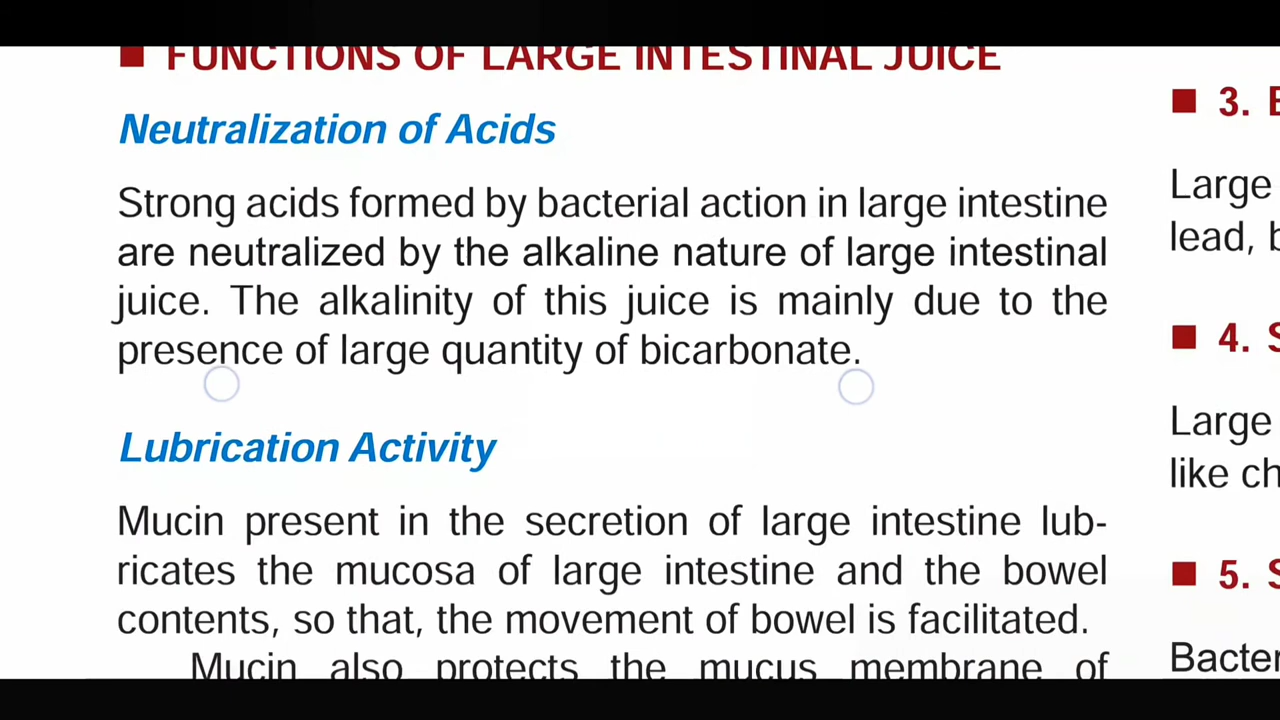 ■ FUNCTIONS OF LARGE INTESTINAL JUICE
Neutralization of Acids
Strong acids formed by bacterial action in large intestine
are neutralized by the alkaline nature of large intestinal
juice. The alkalinity of this juice is mainly due to the
presence of large quantity of bicarbonate.
Lubrication Activity
Mucin present in the secretion of large intestine lub-
ricates the mucosa of large intestine and the bowel
contents, so that, the movement of bowel is facilitated.
Mucin also protects the mucus membrane of
■ 3.
Large
lead,
■ 4.
Large
like
■ 5.